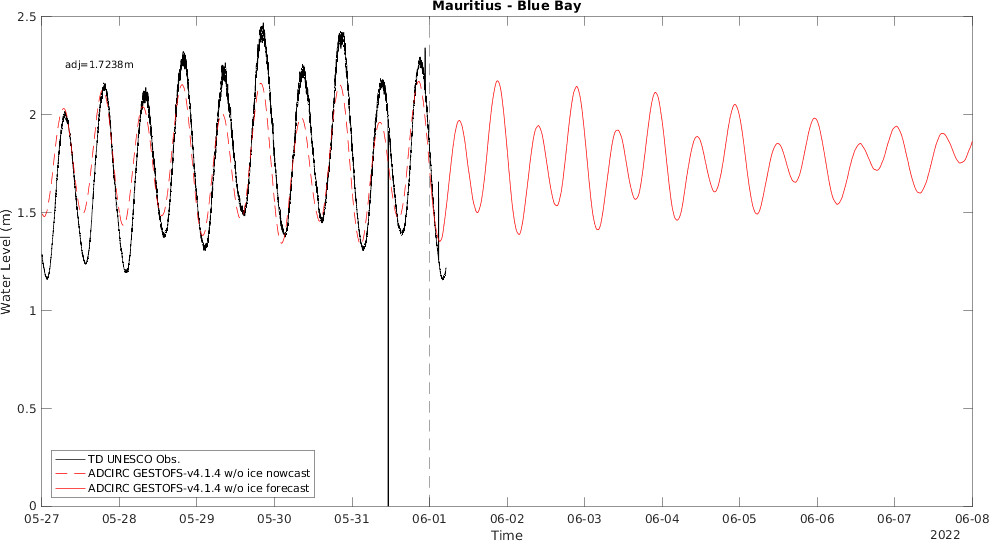 Mauritius - Blue Bay
adj=1.7238m
2.5
2
1.5
1
0.5
0
Water Level (m)
TD UNESCO Obs.
ADCIRC GESTOFS-v4.1.4 w/o ice nowcast
ADCIRC GESTOFS-v4.1.4 w/o ice forecast
05-27 05-28 05-29 05-30 05-31 06-01 06-02 06-03 06-04 06-05 06-06 06-07 06-08
Time
2022